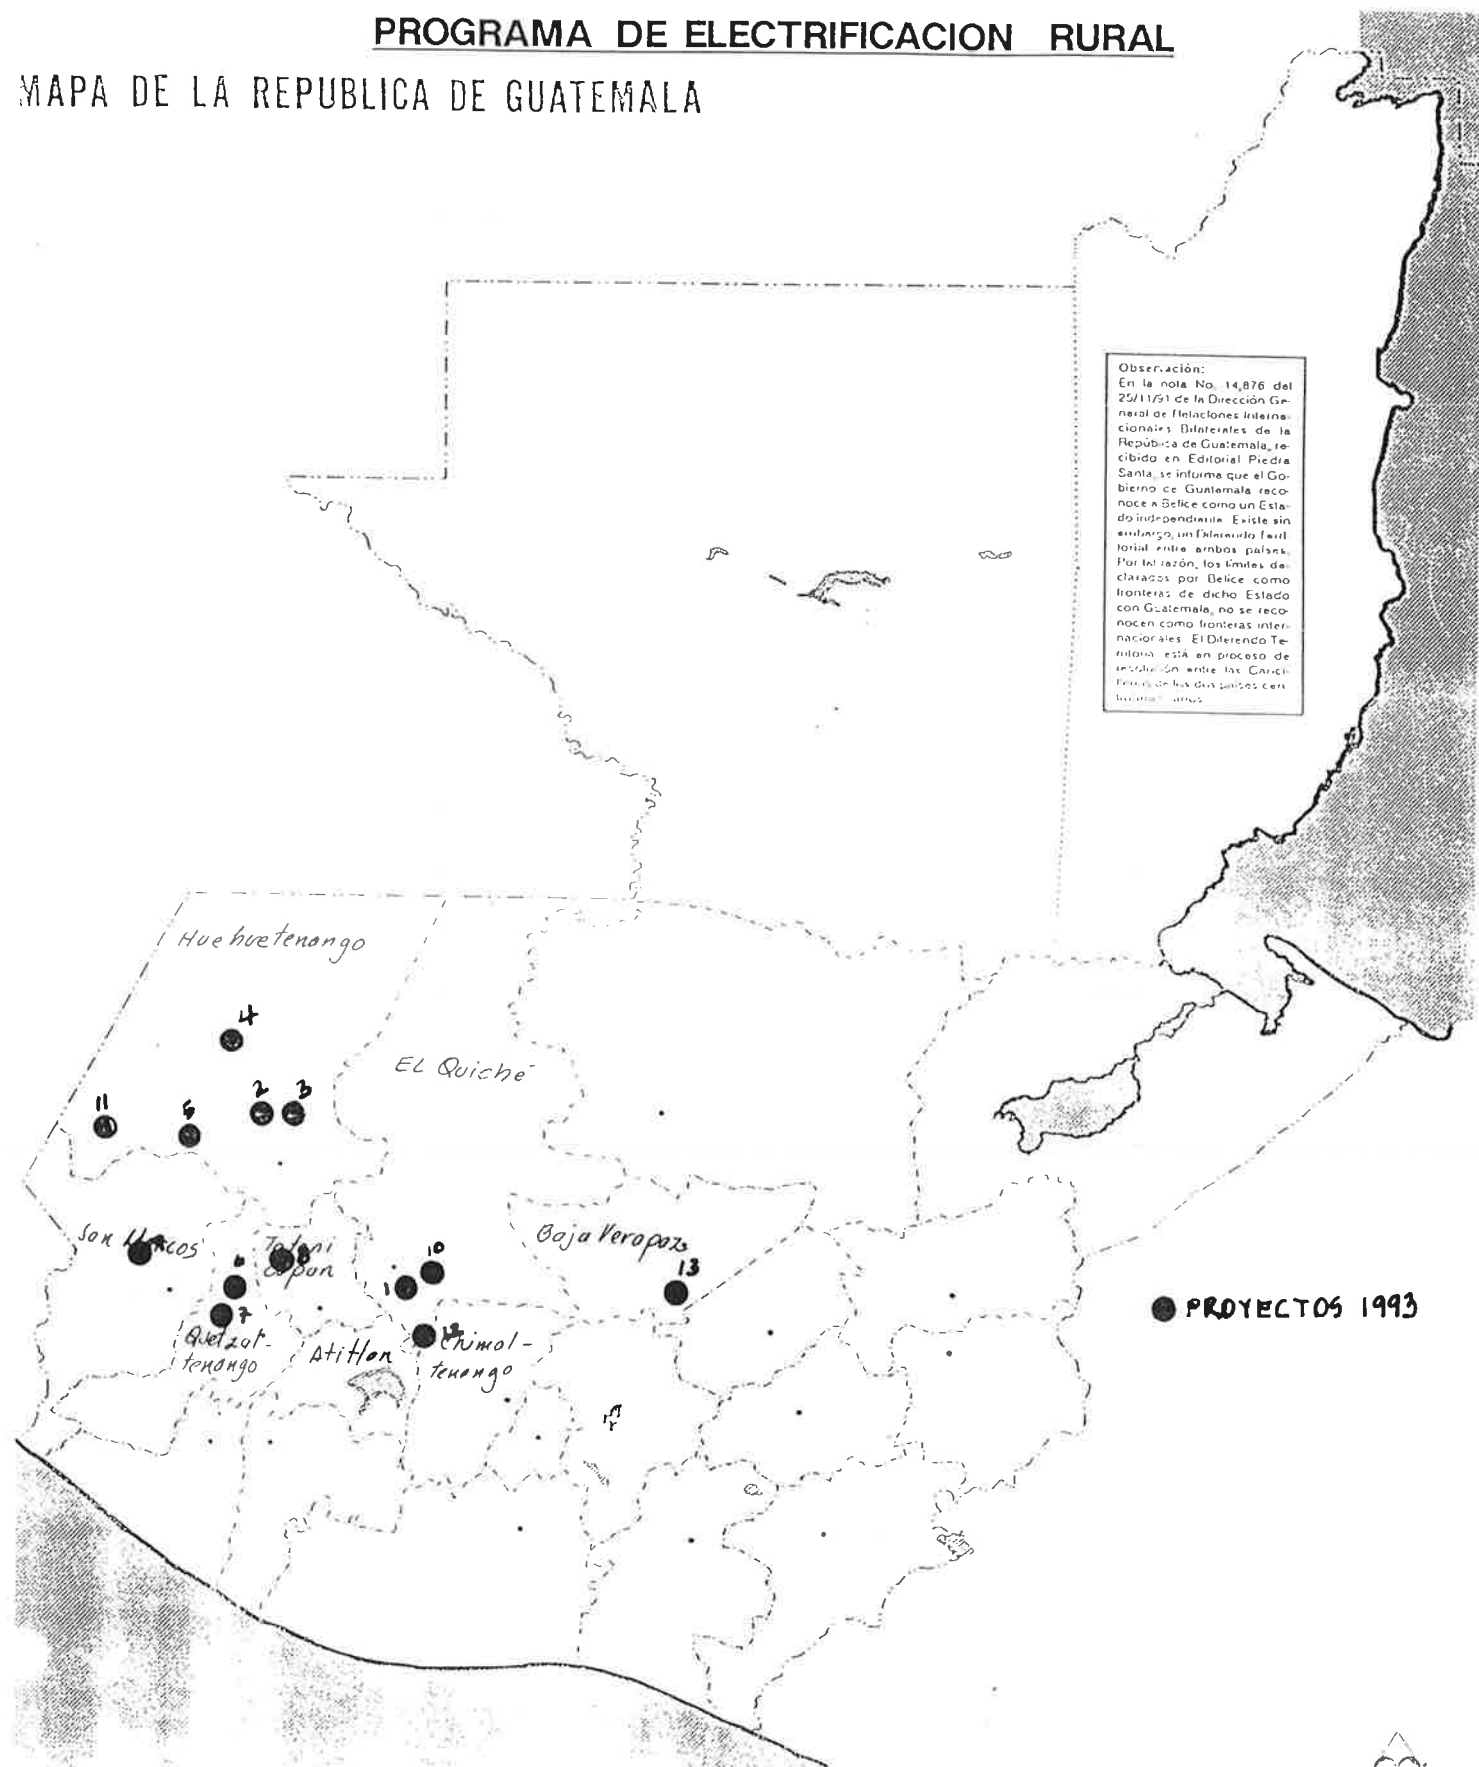 PROGRAMA DE ELECTRIFICACION RURAL
MAPA DE LA REPUBLICA DE GUATEMALA
Observación:
En la nota No. 14,876 del
25/11/91 de la Dirección Ge-
neral de Relaciones Interna-
cionales Bilaterales de la
República de Guatemala, re-
cibido en Editorial Piedra
Santa, se informa que el Go-
bierno de Guatemala reco-
noce a Belice como un Esta-
do independiente. Existe sin
embargo, un Diferendo Terri-
torial entre ambos países.
Por tal razón, los límites de-
clarados por Belice como
fronteras de dicho Estado
con Guatemala, no se reco-
nocen como fronteras inter-
nacionales. El Diferendo Te-
rritorial está en proceso de
resolución entre las Canci-
llerías de los dos países cen-
Huehuetenango
4
2
3
11
5
EL Quiché
San Marcos
Totoni
capan
8
6
7
Quetzal-
tenango
Atitlan
1
10
12
Chimal-
tenango
Baja Verapaz
13
PROYECTOS 1993